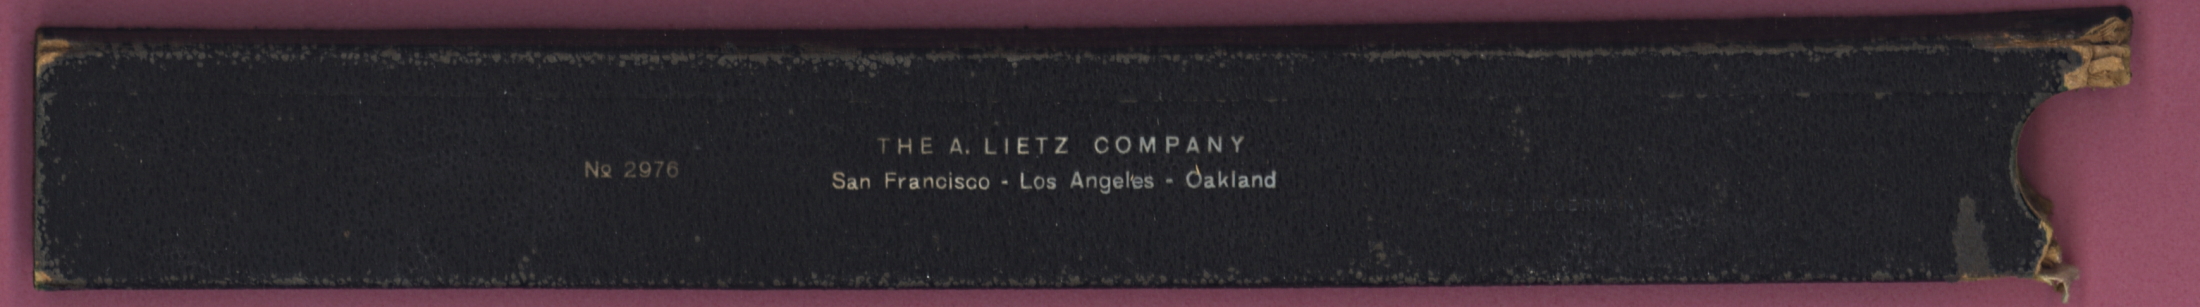 THE A. LIETZ COMPANY
№ 2976
San Francisco - Los Angeles - Oakland